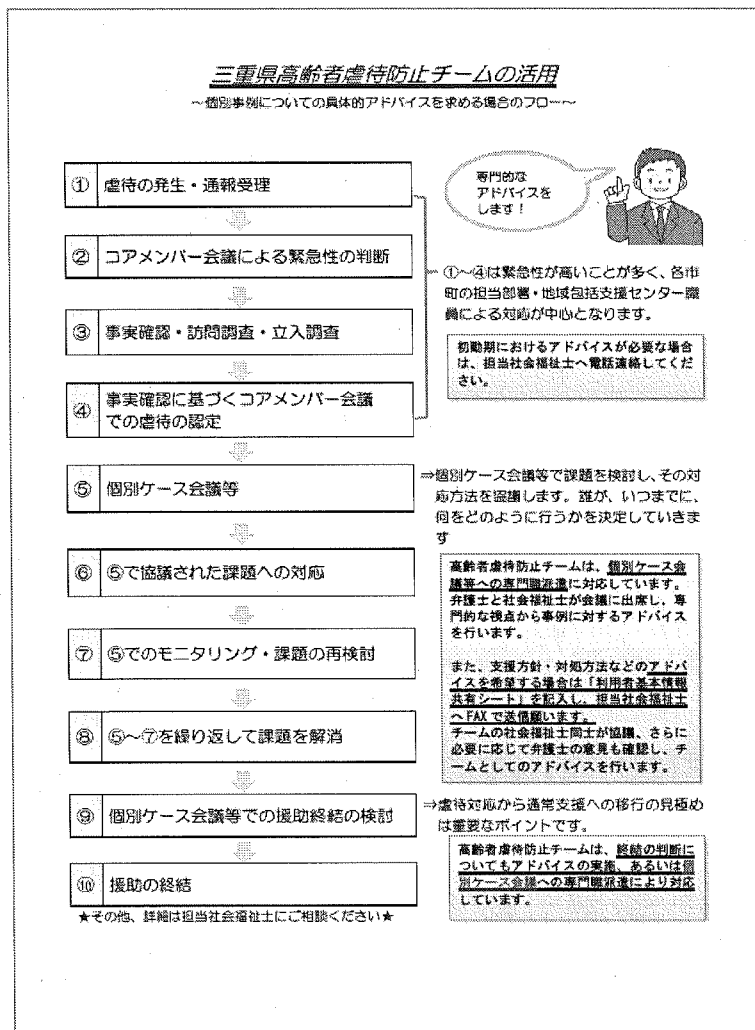 三重県高齢者虐待防止チームの活用
～個別事例についての具体的アドバイスを求める場合のフロー～
① 虐待の発生・通報受理
② コアメンバー会議による緊急性の判断
③ 事実確認・訪問調査・立入調査
④ 事実確認に基づくコアメンバー会議
での虐待の認定
⑤ 個別ケース会議等
⑥ ⑤で協議された課題への対応
⑦ ⑤でのモニタリング・課題の再検討
⑧ ⑤～⑦を繰り返して課題を解消
⑨ 個別ケース会議等での援助終結の検討
⑩ 援助の終結
★その他、詳細は担当社会福祉士にご相談ください★
専門的な
アドバイスを
します！
①～④は緊急性が高いことが多く、各市
町の担当部署・地域包括支援センター職
員による対応が中心となります。
初動期におけるアドバイスが必要な場合
は、担当社会福祉士へ電話連絡してくだ
さい。
⇒個別ケース会議等で課題を検討し、その対
応方法を協議します。誰が、いつまでに、
何をどのように行うかを決定していきま
す
高齢者虐待防止チームは、個別ケース会
議等への専門職派遣に対応しています。
弁護士と社会福祉士が会議に出席し、専
門的な視点から事例に対するアドバイス
を行います。
また、支援方針・対処方法などのアドバ
イスを希望する場合は「利用者基本情報
共有シート」を記入し、担当社会福祉士
へFAXで送信願います。
チームの社会福祉士同士が協議、さらに
必要に応じて弁護士の意見も確認し、チ
ームとしてのアドバイスを行います。
⇒虐待対応から通常支援への移行の見極め
は重要なポイントです。
高齢者虐待防止チームは、終結の判断に
ついてもアドバイスの実施、あるいは個
別ケース会議への専門職派遣により対応
しています。